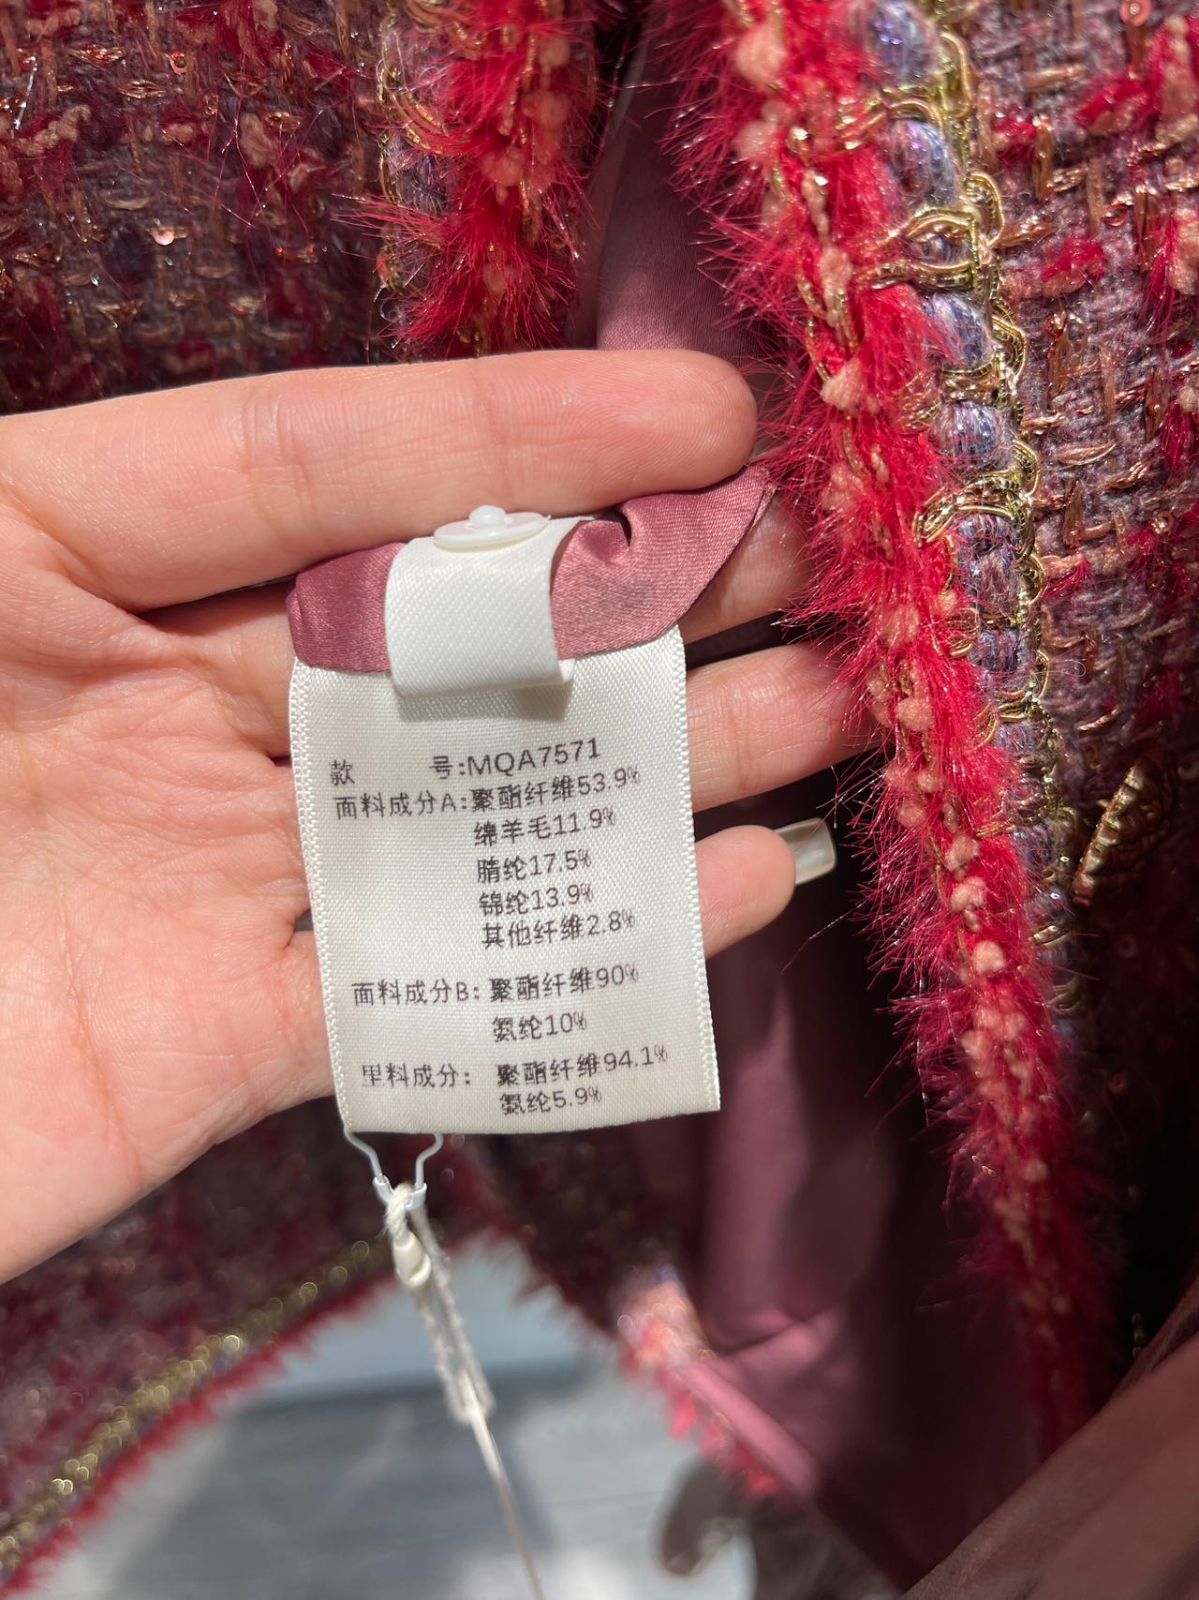 款 号:MQA7571
面料成分A:聚酯纤维53.9%
绵羊毛11.9%
腈纶17.5%
锦纶13.9%
其他纤维2.8%
面料成分B:聚酯纤维90%
氨纶10%
里料成分:聚酯纤维94.1%
氨纶5.9%